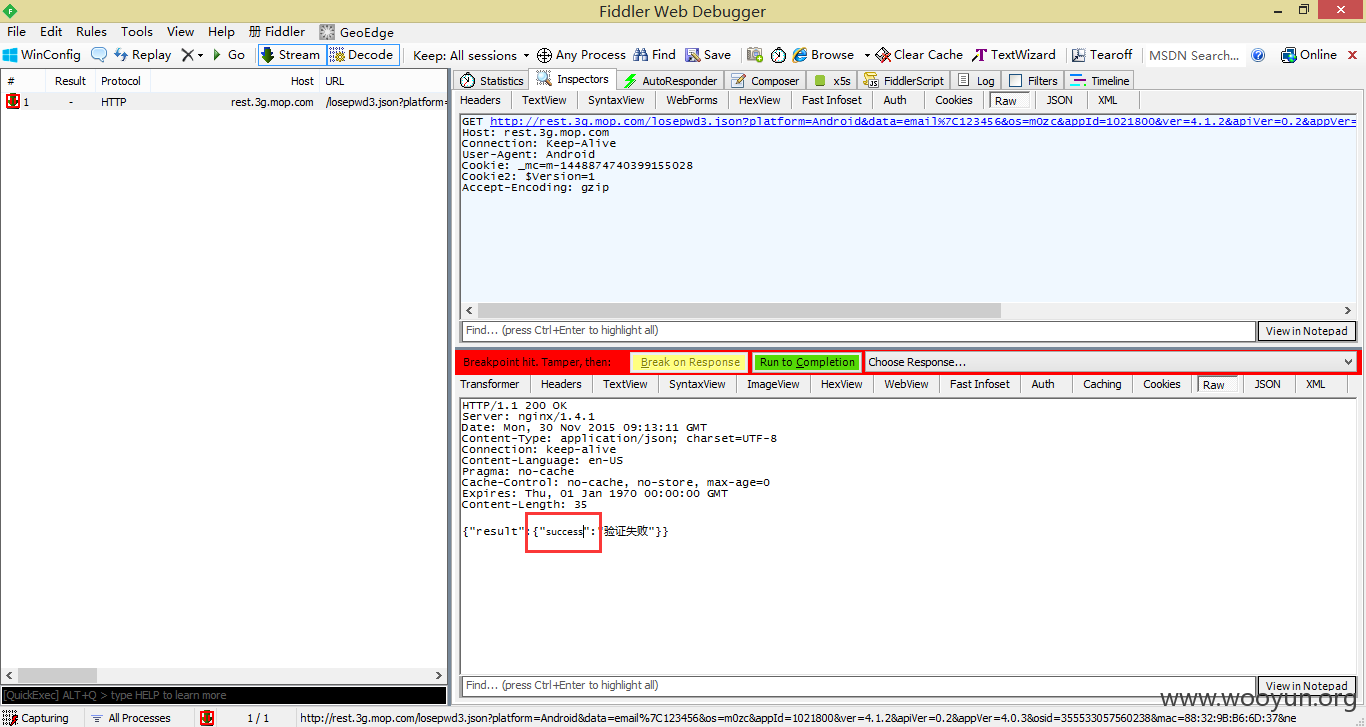 Fiddler Web Debugger
File Edit Rules Tools View Help 册 Fiddler GeoEdge
WinConfig Replay Go Stream Decode Keep: All sessions Any Process Find Save Browse Clear Cache TextWizard Tearoff MSDN Search... Online
# Result Protocol Host URL
1 - HTTP rest.3g.mop.com /losepwd3.json?platform=
Statistics Inspectors AutoResponder Composer x5s FiddlerScript Log Filters Timeline
Headers TextView SyntaxView WebForms HexView Fast Infoset Auth Cookies Raw JSON XML
GET http://rest.3g.mop.com/losepwd3.json?platform=Android&data=email%7C123456&os=m0zc&appId=1021800&ver=4.1.2&apiVer=0.2&appVer=
Host: rest.3g.mop.com
Connection: Keep-Alive
User-Agent: Android
Cookie: _mc=m-1448874740399155028
Cookie2: $Version=1
Accept-Encoding: gzip
Find... (press Ctrl+Enter to highlight all) View in Notepad
Breakpoint hit. Tamper, then: Break on Response Run to Completion Choose Response...
Transformer Headers TextView SyntaxView ImageView HexView WebView Fast Infoset Auth Caching Cookies Raw JSON XML
HTTP/1.1 200 OK
Server: nginx/1.4.1
Date: Mon, 30 Nov 2015 09:13:11 GMT
Content-Type: application/json; charset=UTF-8
Connection: keep-alive
Content-Language: en-US
Pragma: no-cache
Cache-Control: no-cache, no-store, max-age=0
Expires: Thu, 01 Jan 1970 00:00:00 GMT
Content-Length: 35
{"result":{"success":"验证失败"}}
Find... (press Ctrl+Enter to highlight all) View in Notepad
[QuickExec] ALT+Q > type HELP to learn more
www.wooyun.org
Capturing All Processes 1 / 1 http://rest.3g.mop.com/losepwd3.json?platform=Android&data=email%7C123456&os=m0zc&appId=1021800&ver=4.1.2&apiVer=0.2&appVer=4.0.3&osid=355533057560238&mac=88:32:9B:B6:6D:37&ne